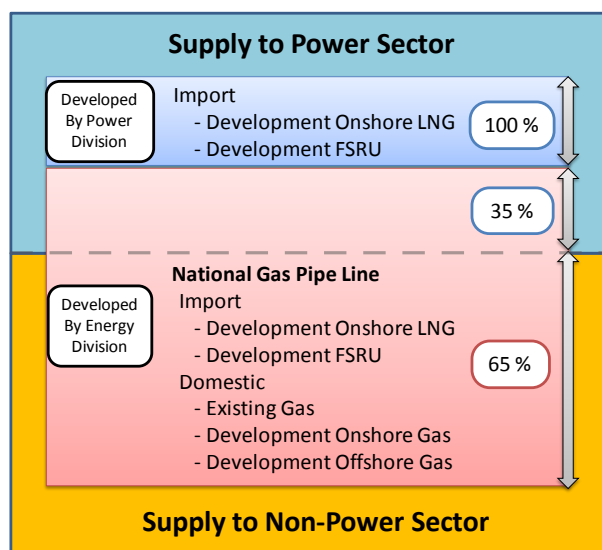 Supply to Power Sector
Developed
By Power
Division
Import
- Development Onshore LNG
- Development FSRU
100 %
35 %
National Gas Pipe Line
Developed
By Energy
Division
Import
- Development Onshore LNG
- Development FSRU
65 %
Domestic
- Existing Gas
- Development Onshore Gas
- Development Offshore Gas
Supply to Non-Power Sector